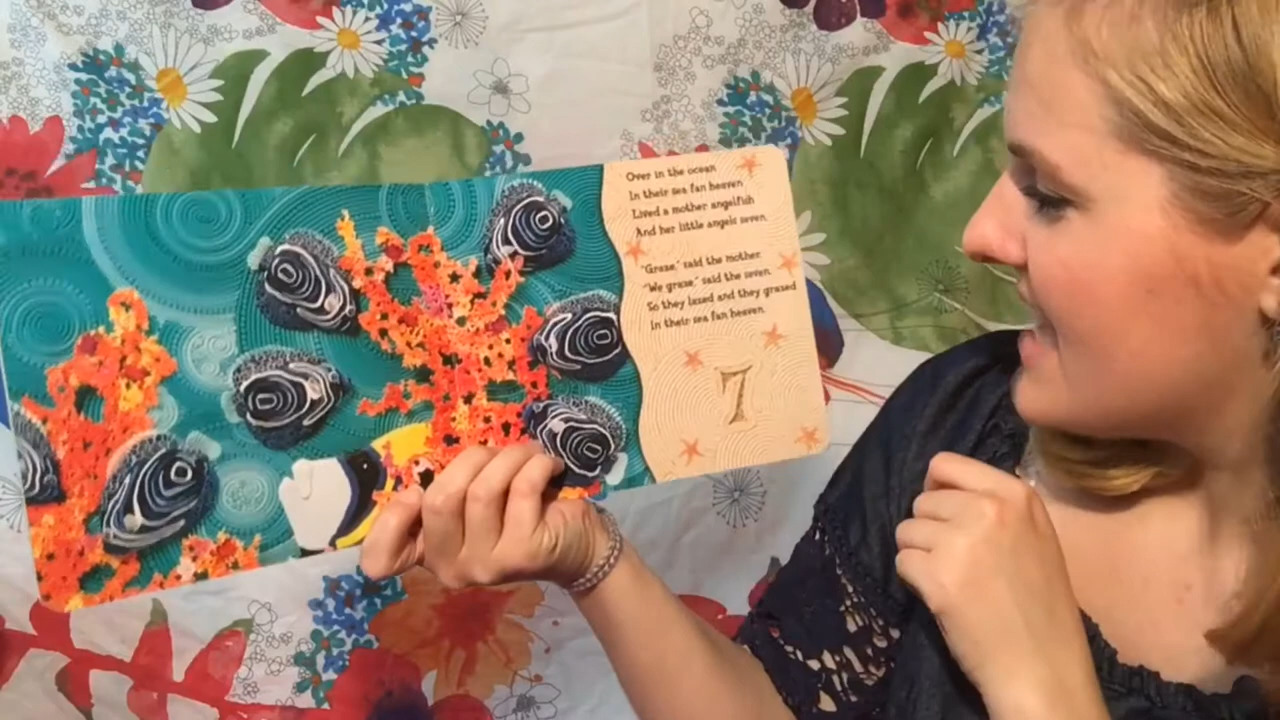 Over in the ocean
In their sea fan heaven
Lived a mother angelfish
And her little angels seven.
"Graze," said the mother.
"We graze," said the seven.
So they lazed and they grazed
In their sea fan heaven.
7